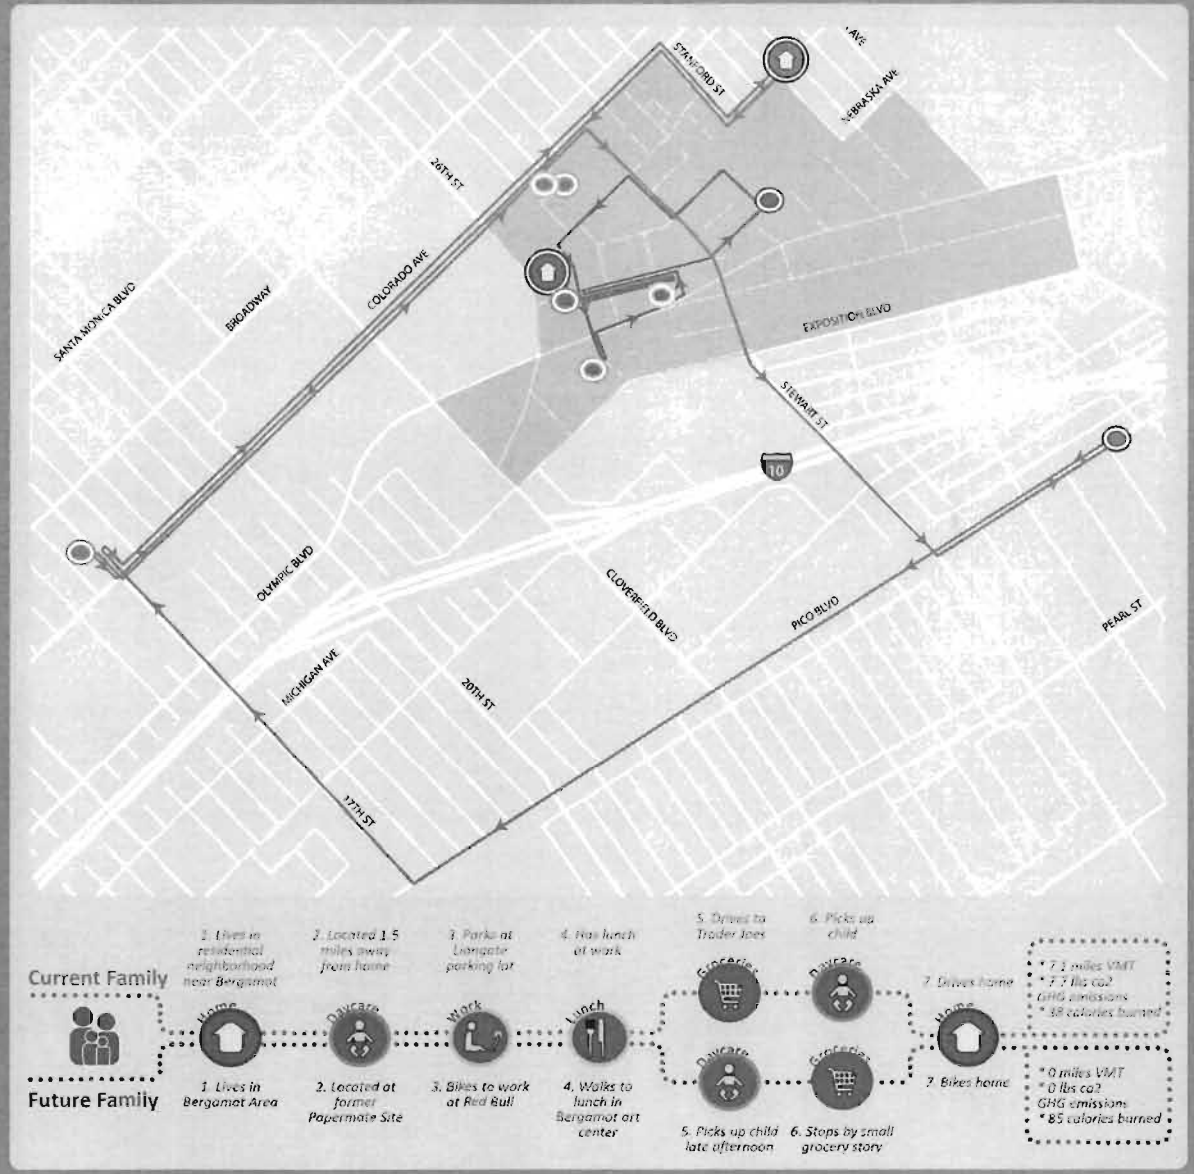 AVE
STANFORD ST
NEBRASKA AVE
26TH ST
COLORADO AVE
SANTA MONICA BLVD
BROADWAY
EXPOSITION BLVD
STEWART ST
10
OLYMPIC BLVD
CLOVERFIELD BLVD
PICO BLVD
PEARL ST
MICHIGAN AVE
20TH ST
17TH ST
Current Family
1. Lives in
residential
neighborhood
near Bergamot
2. Located 1.5
miles away
from home
3. Parks at
Liongate
parking lot
4. Has lunch
at work
5. Drives to
Trader Joes
6. Picks up
child
7. Drives home
* 7.1 miles VMT
* 7.7 lbs co2
GHG emissions
* 38 calories burned
Home
Daycare
Work
Lunch
Groceries
Daycare
Daycare
Groceries
Home
Future Family
1. Lives in
Bergamot Area
2. Located at
former
Papermate Site
3. Bikes to work
at Red Bull
4. Walks to
lunch in
Bergamot art
center
5. Picks up child
late afternoon
6. Stops by small
grocery story
7. Bikes home
* 0 miles VMT
* 0 lbs co2
GHG emissions
* 85 calories burned